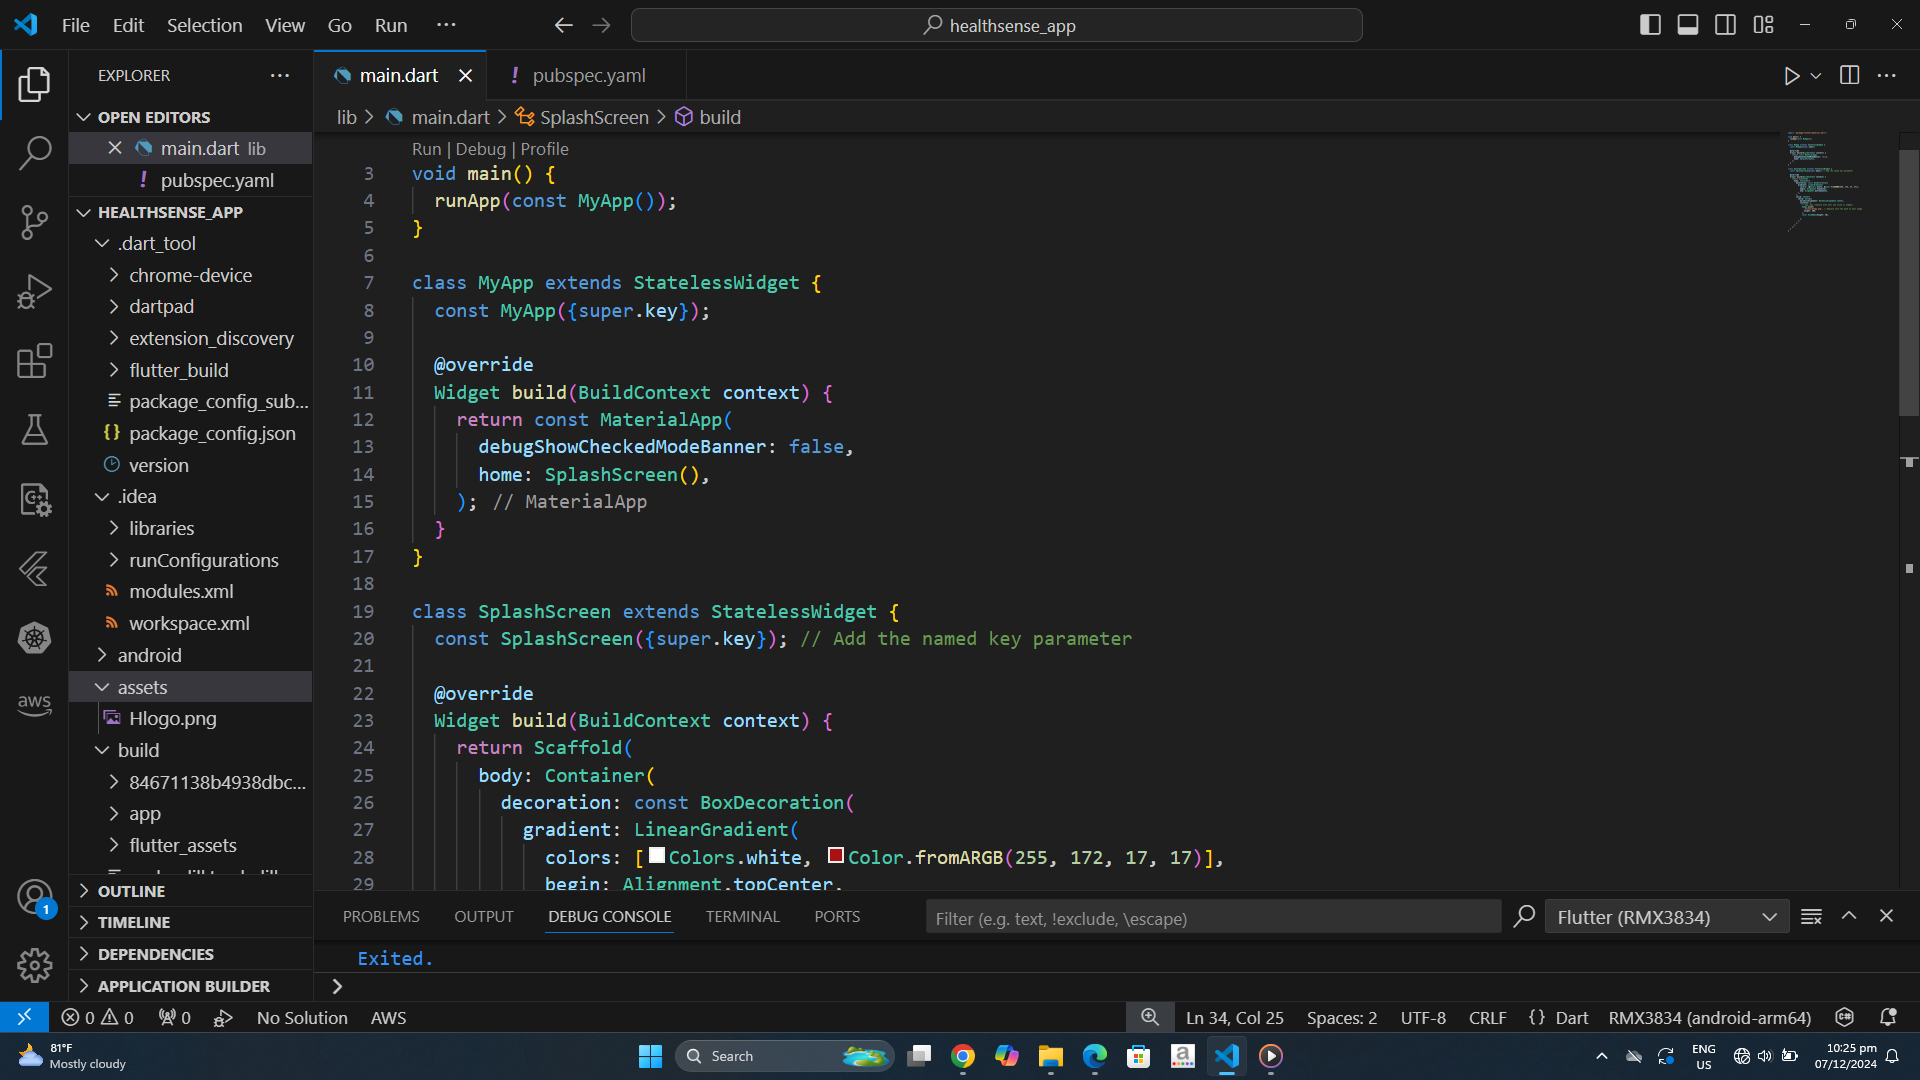 File Edit Selection View Go Run ···
healthsense_app
EXPLORER
OPEN EDITORS
main.dart lib
! pubspec.yaml
HEALTHSENSE_APP
.dart_tool
chrome-device
dartpad
extension_discovery
flutter_build
package_config_sub...
{} package_config.json
version
.idea
libraries
runConfigurations
modules.xml
workspace.xml
android
assets
Hlogo.png
build
84671138b4938dbc...
app
flutter_assets
OUTLINE
TIMELINE
DEPENDENCIES
APPLICATION BUILDER
aws
1
main.dart
! pubspec.yaml
lib > main.dart > SplashScreen > build
Run | Debug | Profile
3 void main() {
4 runApp(const MyApp());
5 }
6
7 class MyApp extends StatelessWidget {
8 const MyApp({super.key});
9
10 @override
11 Widget build(BuildContext context) {
12 return const MaterialApp(
13 debugShowCheckedModeBanner: false,
14 home: SplashScreen(),
15 ); // MaterialApp
16 }
17 }
18
19 class SplashScreen extends StatelessWidget {
20 const SplashScreen({super.key}); // Add the named key parameter
21
22 @override
23 Widget build(BuildContext context) {
24 return Scaffold(
25 body: Container(
26 decoration: const BoxDecoration(
27 gradient: LinearGradient(
28 colors: [Colors.white, Color.fromARGB(255, 172, 17, 17)],
29 begin: Alignment.topCenter,
PROBLEMS OUTPUT DEBUG CONSOLE TERMINAL PORTS
Filter (e.g. text, !exclude, \escape)
Flutter (RMX3834)
Exited.
>
0 0 0 No Solution AWS
Ln 34, Col 25 Spaces: 2 UTF-8 CRLF {} Dart RMX3834 (android-arm64)
81°F
Mostly cloudy
Search
a
ENG
US
10:25 pm
07/12/2024